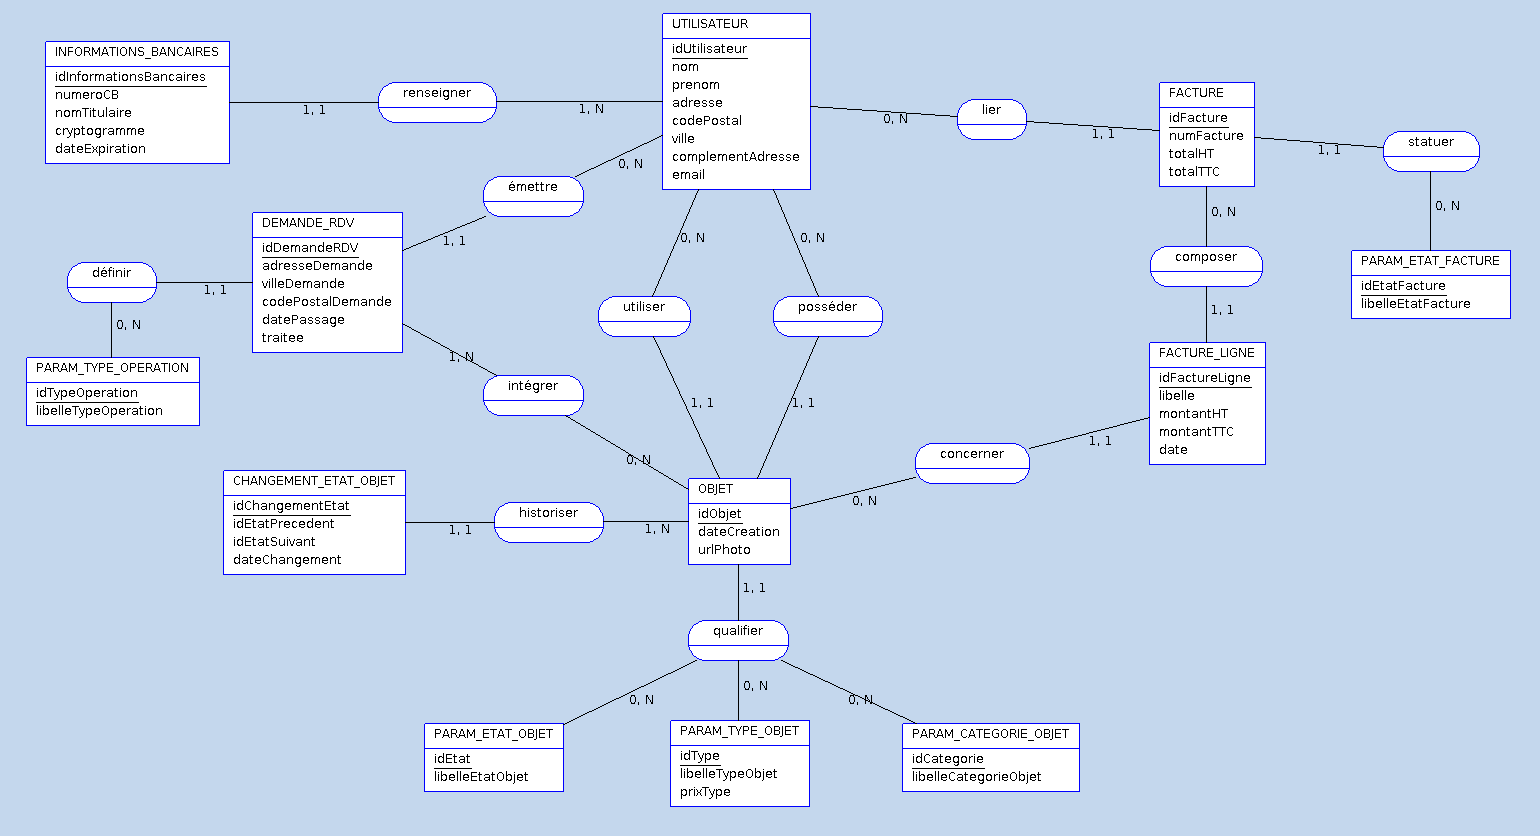 UTILISATEUR
idUtilisateur
nom
prenom
adresse
codePostal
ville
complementAdresse
email
INFORMATIONS_BANCAIRES
idInformationsBancaires
numeroCB
nomTitulaire
cryptogramme
dateExpiration
1, 1
renseigner
1, N
0, N
lier
1, 1
FACTURE
idFacture
numFacture
totalHT
totalTTC
1, 1
statuer
0, N
PARAM_ETAT_FACTURE
idEtatFacture
libelleEtatFacture
0, N
émettre
1, 1
DEMANDE_RDV
idDemandeRDV
adresseDemande
villeDemande
codePostalDemande
datePassage
traitee
définir
1, 1
0, N
PARAM_TYPE_OPERATION
idTypeOperation
libelleTypeOperation
0, N
utiliser
1, 1
0, N
posséder
1, 1
0, N
composer
1, 1
FACTURE_LIGNE
idFactureLigne
libelle
montantHT
montantTTC
date
1, N
intégrer
0, N
1, 1
concerner
0, N
CHANGEMENT_ETAT_OBJET
idChangementEtat
idEtatPrecedent
idEtatSuivant
dateChangement
1, 1
historiser
1, N
OBJET
idObjet
dateCreation
urlPhoto
1, 1
qualifier
0, N
0, N
0, N
PARAM_ETAT_OBJET
idEtat
libelleEtatObjet
PARAM_TYPE_OBJET
idType
libelleTypeObjet
prixType
PARAM_CATEGORIE_OBJET
idCategorie
libelleCategorieObjet